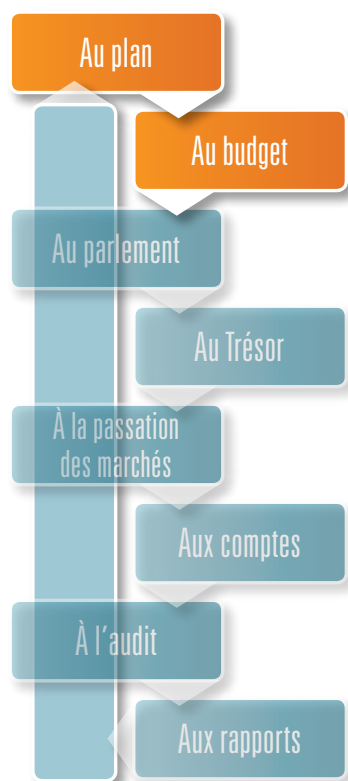 Au plan
Au budget
Au parlement
Au Trésor
À la passation
des marchés
Aux comptes
À l'audit
Aux rapports